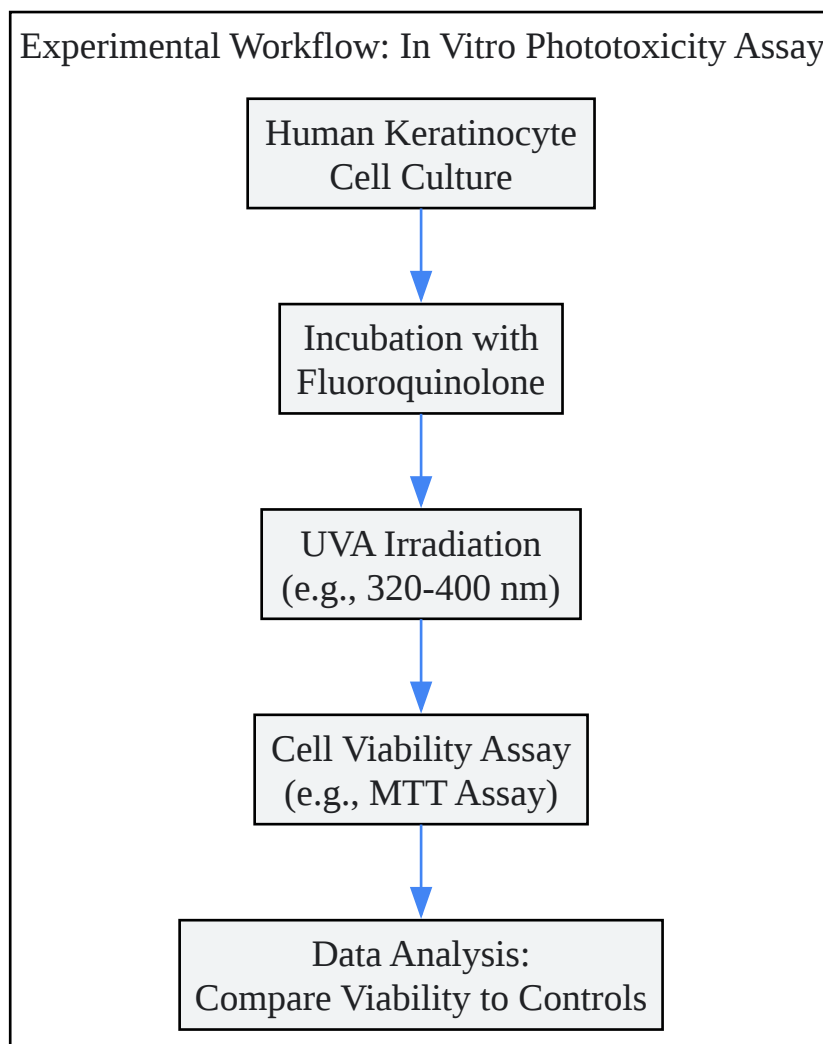 Experimental Workflow: In Vitro Phototoxicity Assay
Human Keratinocyte
Cell Culture
Incubation with
Fluoroquinolone
UVA Irradiation
(e.g., 320-400 nm)
Cell Viability Assay
(e.g., MTT Assay)
Data Analysis:
Compare Viability to Controls